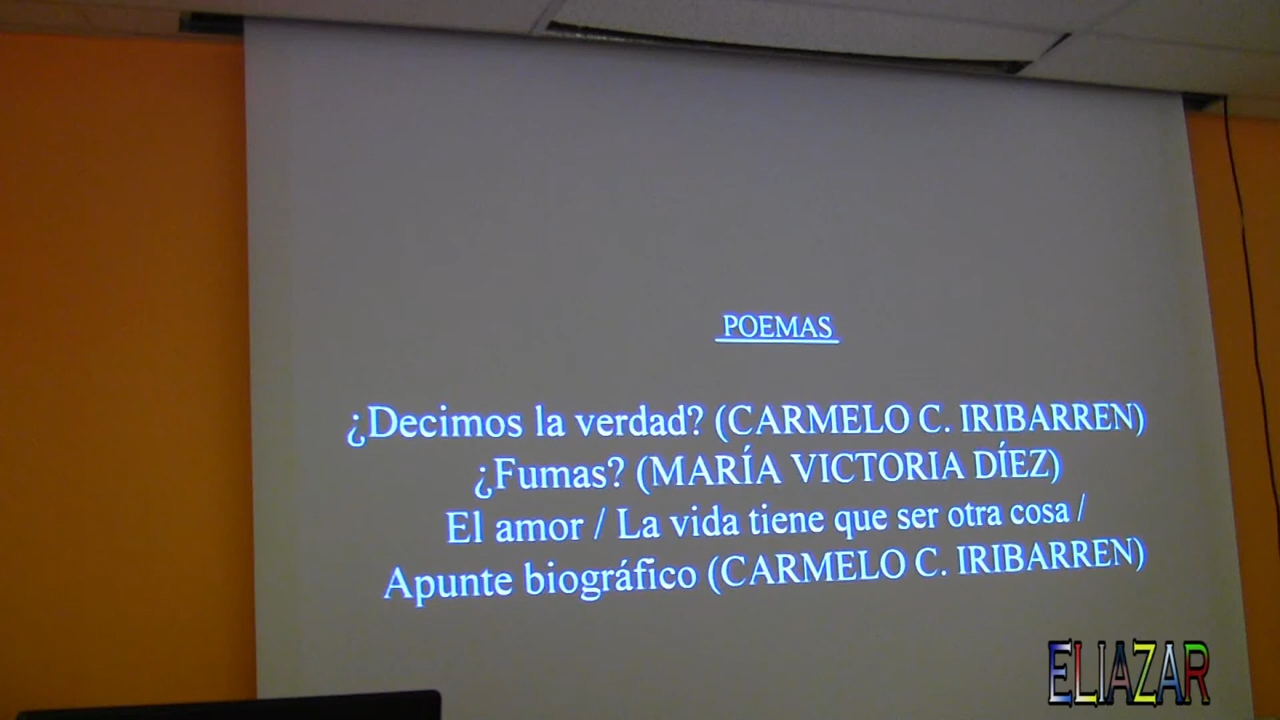 POEMAS
¿Decimos la verdad? (CARMELO C. IRIBARREN)
¿Fumas? (MARÍA VICTORIA DÍEZ)
El amor / La vida tiene que ser otra cosa /
Apunte biográfico (CARMELO C. IRIBARREN)
ELIAZAR